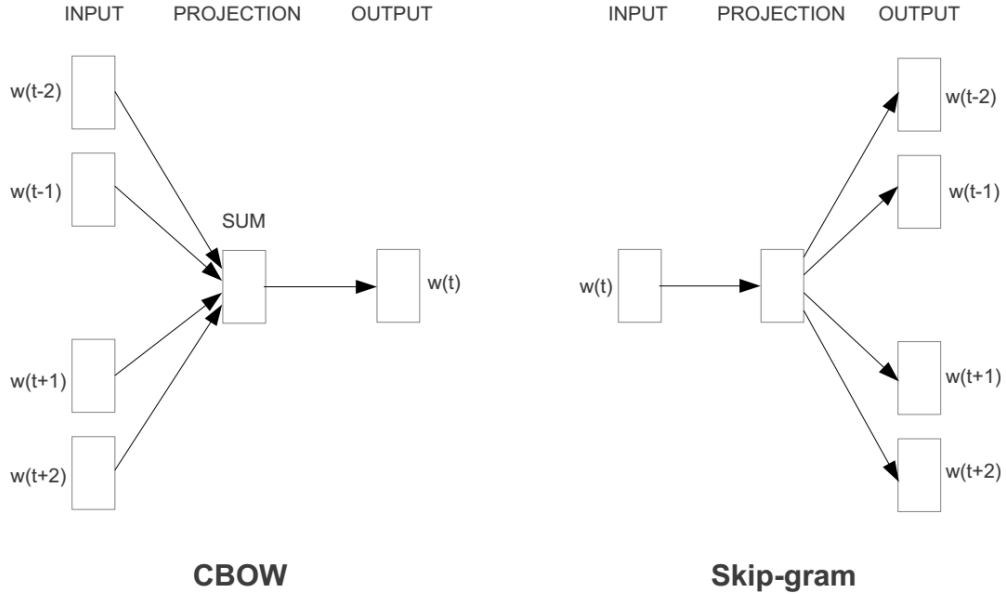 INPUT PROJECTION OUTPUT
w(t-2)
w(t-1)
SUM
w(t)
w(t+1)
w(t+2)
CBOW
INPUT PROJECTION OUTPUT
w(t-2)
w(t-1)
w(t)
w(t+1)
w(t+2)
Skip-gram